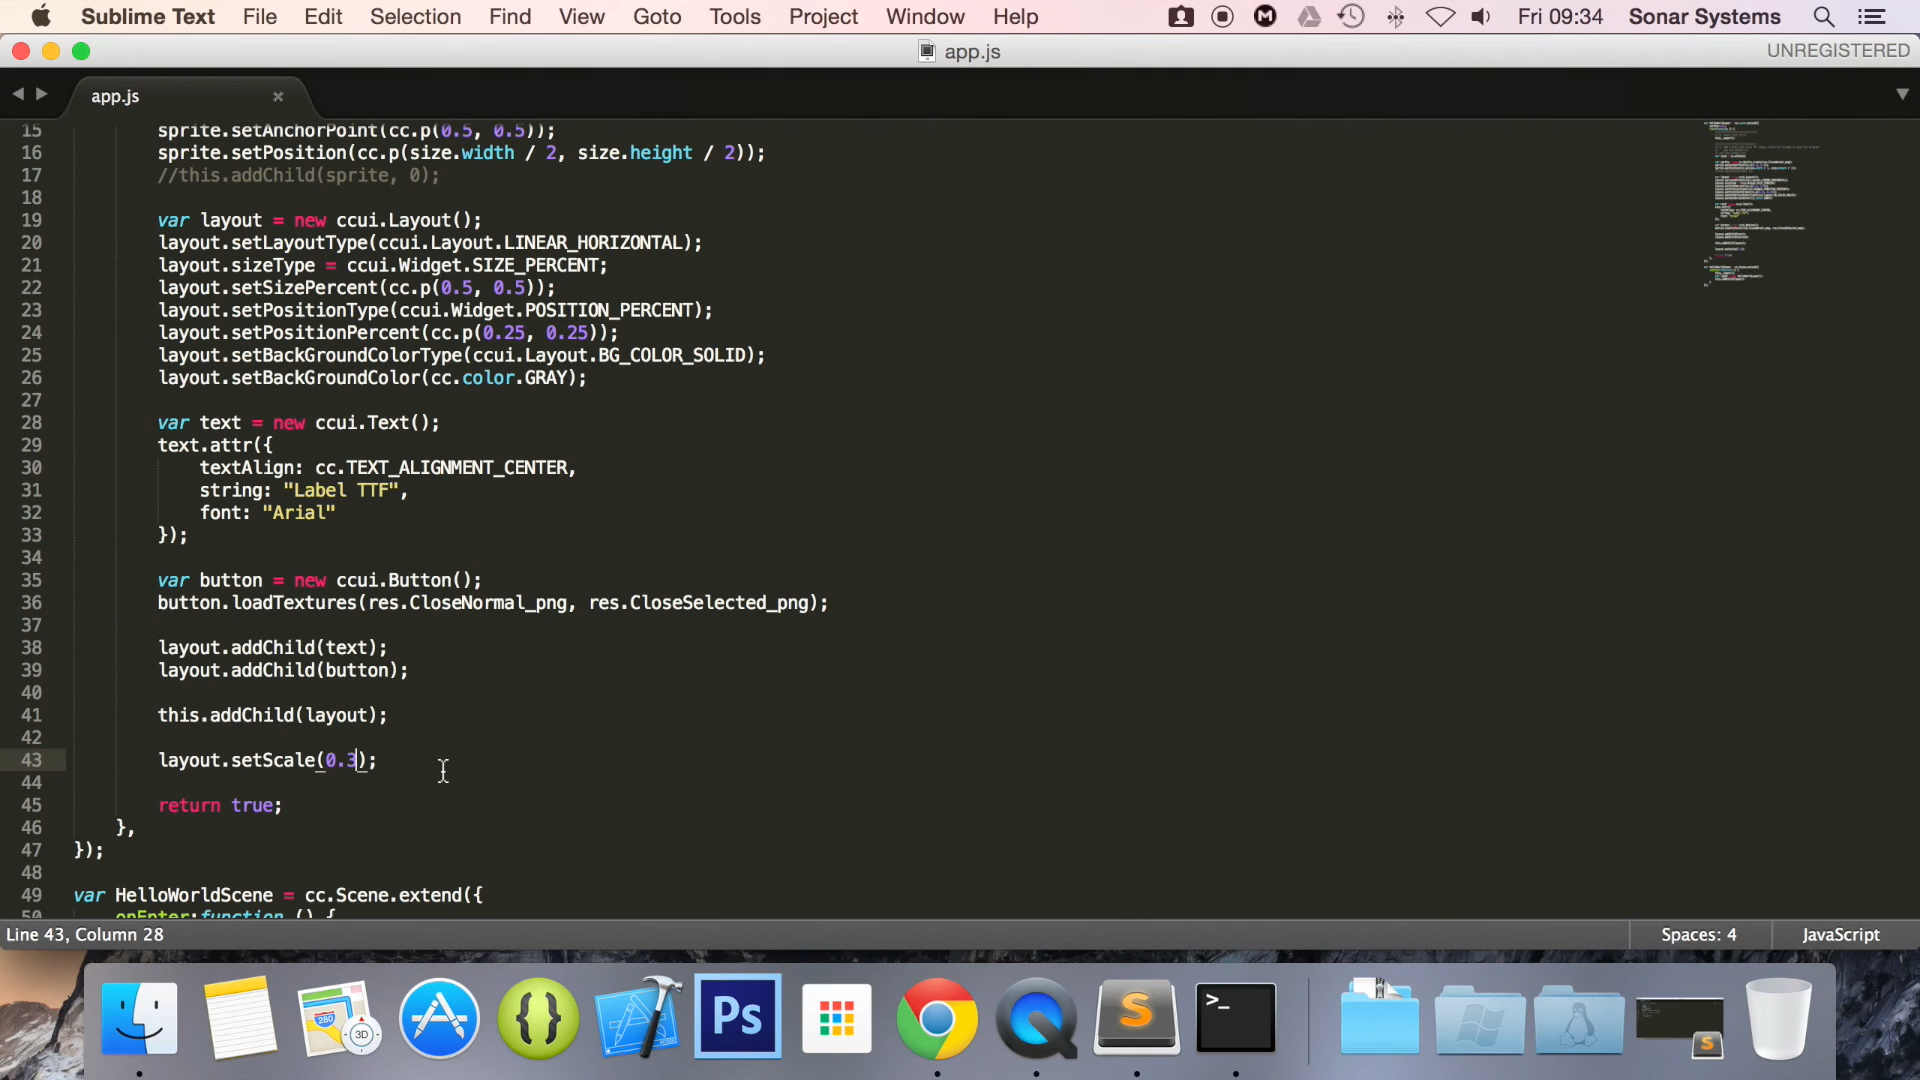 Sublime Text File Edit Selection Find View Goto Tools Project Window Help Fri 09:34 Sonar Systems
app.js UNREGISTERED
app.js
15 sprite.setAnchorPoint(cc.p(0.5, 0.5));
16 sprite.setPosition(cc.p(size.width / 2, size.height / 2));
17 //this.addChild(sprite, 0);
18
19 var layout = new ccui.Layout();
20 layout.setLayoutType(ccui.Layout.LINEAR_HORIZONTAL);
21 layout.sizeType = ccui.Widget.SIZE_PERCENT;
22 layout.setSizePercent(cc.p(0.5, 0.5));
23 layout.setPositionType(ccui.Widget.POSITION_PERCENT);
24 layout.setPositionPercent(cc.p(0.25, 0.25));
25 layout.setBackGroundColorType(ccui.Layout.BG_COLOR_SOLID);
26 layout.setBackGroundColor(cc.color.GRAY);
27
28 var text = new ccui.Text();
29 text.attr({
30 textAlign: cc.TEXT_ALIGNMENT_CENTER,
31 string: "Label TTF",
32 font: "Arial"
33 });
34
35 var button = new ccui.Button();
36 button.loadTextures(res.CloseNormal_png, res.CloseSelected_png);
37
38 layout.addChild(text);
39 layout.addChild(button);
40
41 this.addChild(layout);
42
43 layout.setScale(0.3);
44
45 return true;
46 },
47 });
48
49 var HelloWorldScene = cc.Scene.extend({
50 onEnter:function () {
Line 43, Column 28 Spaces: 4 JavaScript
280
3D
Ps
S
>_
S